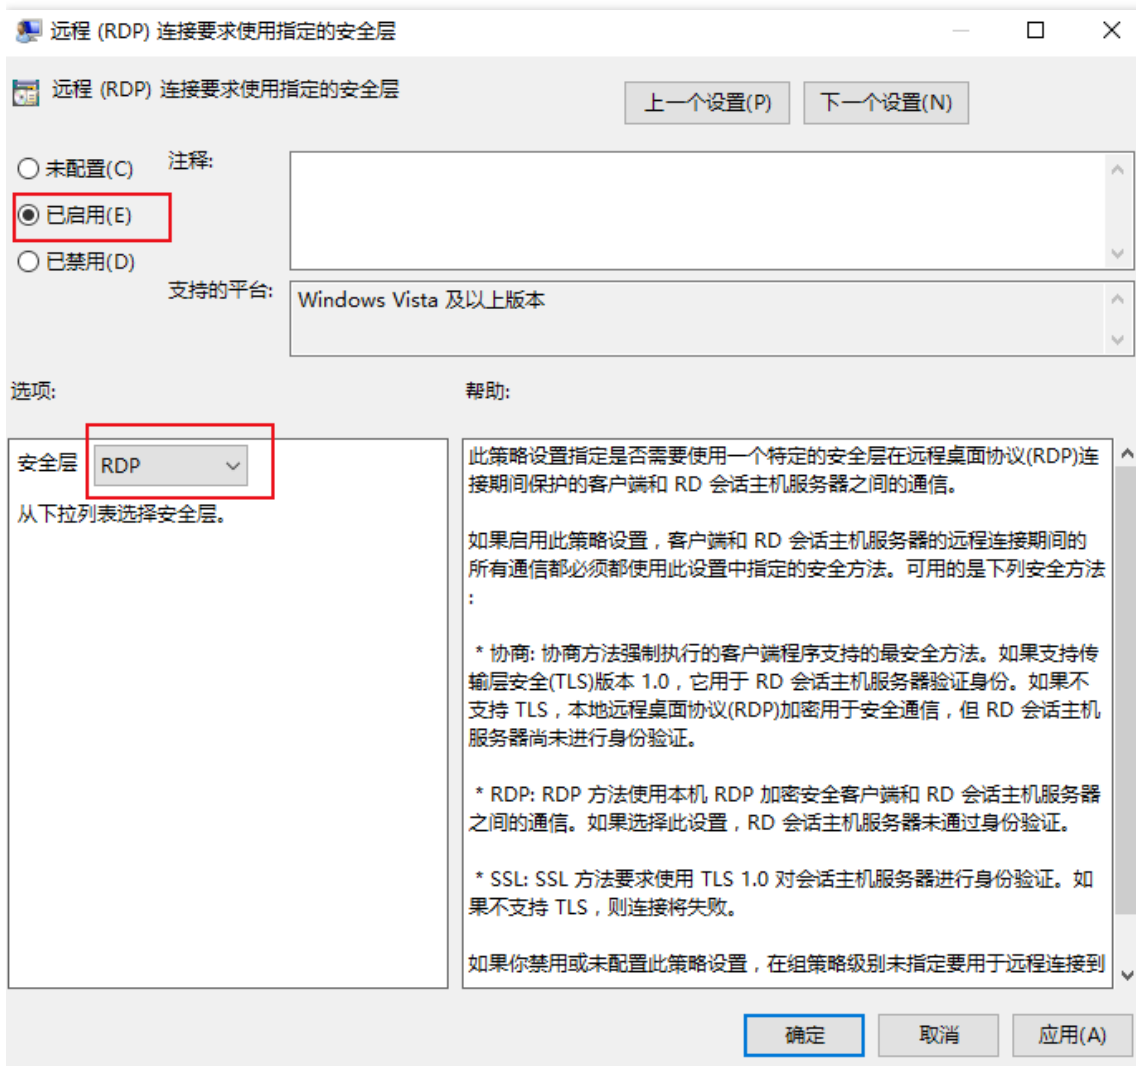 远程 (RDP) 连接要求使用指定的安全层
远程 (RDP) 连接要求使用指定的安全层
上一个设置(P)
下一个设置(N)
未配置(C)
注释:
已启用(E)
已禁用(D)
支持的平台:
Windows Vista 及以上版本
选项:
帮助:
安全层
RDP
从下拉列表选择安全层。
此策略设置指定是否需要使用一个特定的安全层在远程桌面协议(RDP)连
接期间保护的客户端和 RD 会话主机服务器之间的通信。
如果启用此策略设置，客户端和 RD 会话主机服务器的远程连接期间的
所有通信都必须都使用此设置中指定的安全方法。可用的是下列安全方法
:
* 协商: 协商方法强制执行的客户端程序支持的最安全方法。如果支持传
输层安全(TLS)版本 1.0，它用于 RD 会话主机服务器验证身份。如果不
支持 TLS，本地远程桌面协议(RDP)加密用于安全通信，但 RD 会话主机
服务器尚未进行身份验证。
* RDP: RDP 方法使用本机 RDP 加密安全客户端和 RD 会话主机服务器
之间的通信。如果选择此设置，RD 会话主机服务器未通过身份验证。
* SSL: SSL 方法要求使用 TLS 1.0 对会话主机服务器进行身份验证。如
果不支持 TLS，则连接将失败。
如果你禁用或未配置此策略设置，在组策略级别未指定要用于远程连接到
确定
取消
应用(A)